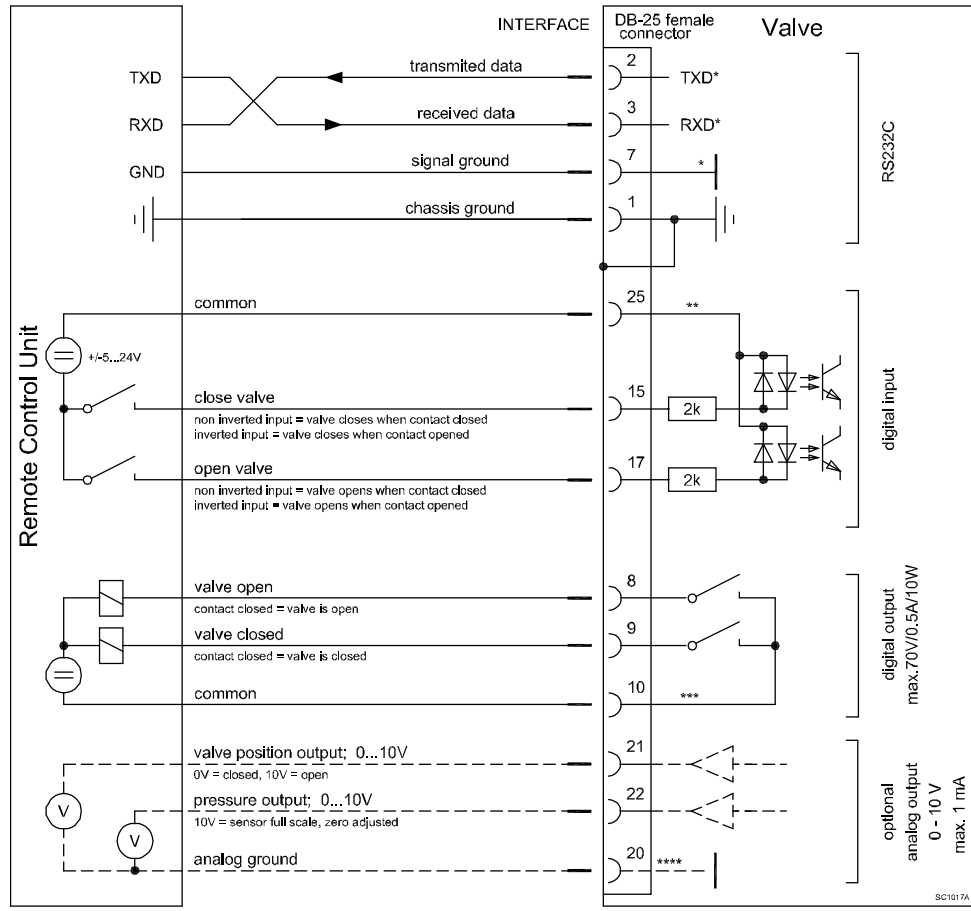 INTERFACE
DB-25 female
connector
Valve
Remote Control Unit
TXD
transmited data
2
TXD*
RXD
received data
3
RXD*
GND
signal ground
7
*
chassis ground
1
RS232C
common
25
**
+/-5...24V
close valve
15
2k
non inverted input = valve closes when contact closed
inverted input = valve closes when contact opened
open valve
17
2k
non inverted input = valve opens when contact closed
inverted input = valve opens when contact opened
digital input
valve open
8
contact closed = valve is open
valve closed
9
contact closed = valve is closed
common
10
***
digital output
max.70V/0.5A/10W
valve position output; 0...10V
21
0V = closed, 10V = open
V
pressure output; 0...10V
22
10V = sensor full scale, zero adjusted
V
analog ground
20
****
optional
analog output
0 - 10 V
max. 1 mA
SC1017A